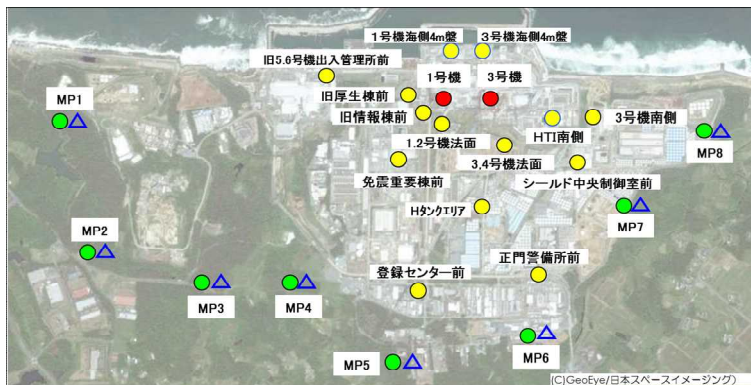 1号機海側4m盤
3号機海側4m盤
旧5.6号機出入管理所前
1号機
3号機
MP1
旧厚生棟前
旧情報棟前
3号機南側
HTI南側
MP8
1.2号機法面
3.4号機法面
免震重要棟前
シールド中央制御室前
MP7
Hタンクエリア
MP2
正門警備所前
登録センター前
MP3
MP4
MP5
MP6
(C)GeoEye/日本スペースイメージング)